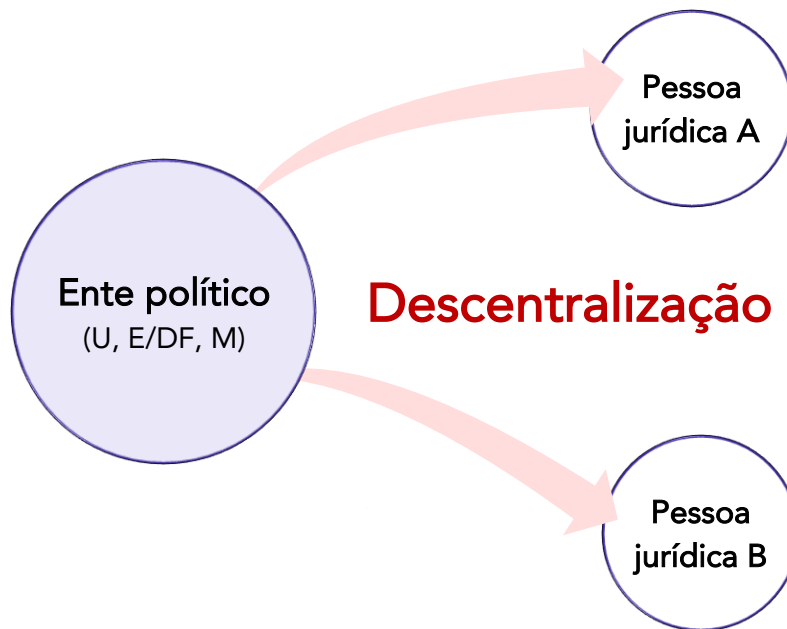 Pessoa
jurídica A
Ente político
(U, E/DF, M)
Descentralização
Pessoa
jurídica B